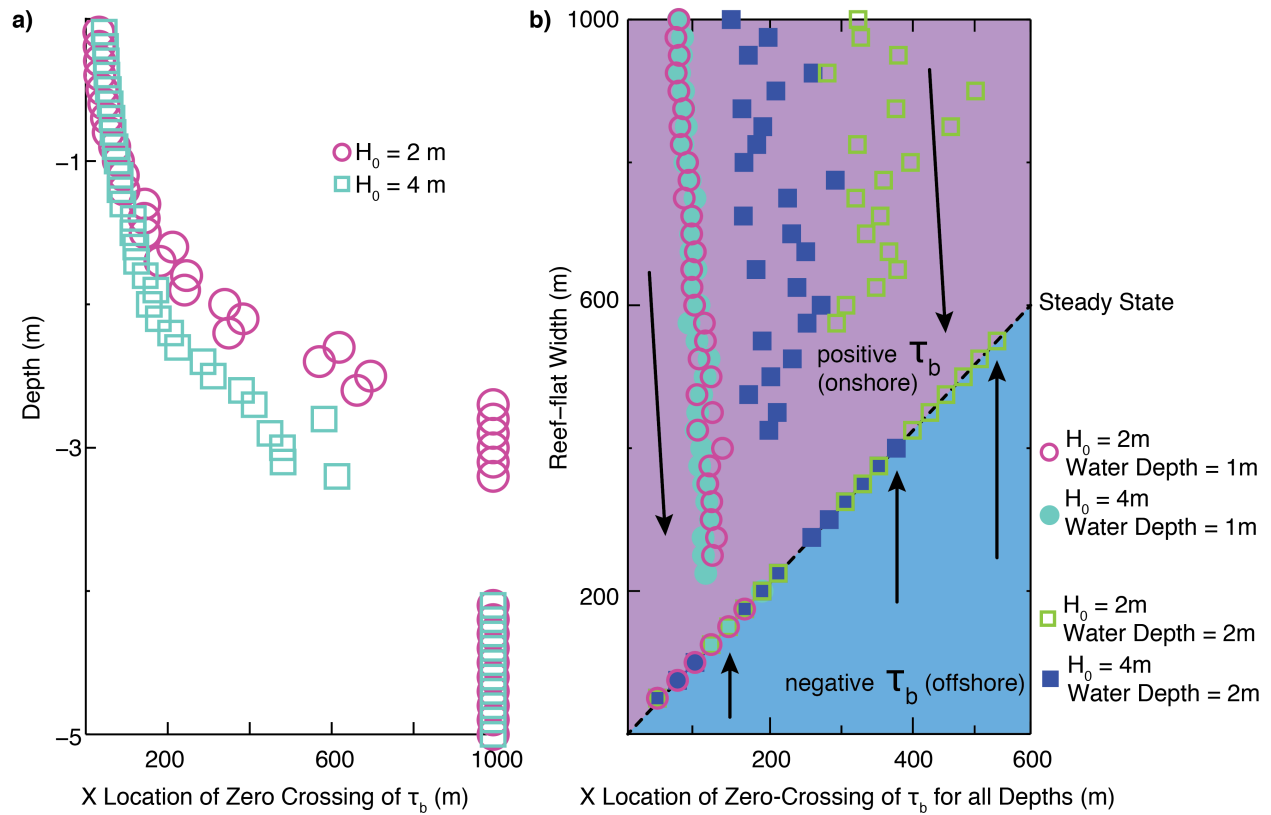 a)
−1
−3
−5
Depth (m)
200
600
1000
X Location of Zero Crossing of τb (m)
H0 = 2 m
H0 = 4 m
b)
1000
600
200
Reef−flat Width (m)
200
400
600
X Location of Zero-Crossing of τb for all Depths (m)
positive τb
(onshore)
negative τb (offshore)
Steady State
H0 = 2m
Water Depth = 1m
H0 = 4m
Water Depth = 1m
H0 = 2m
Water Depth = 2m
H0 = 4m
Water Depth = 2m